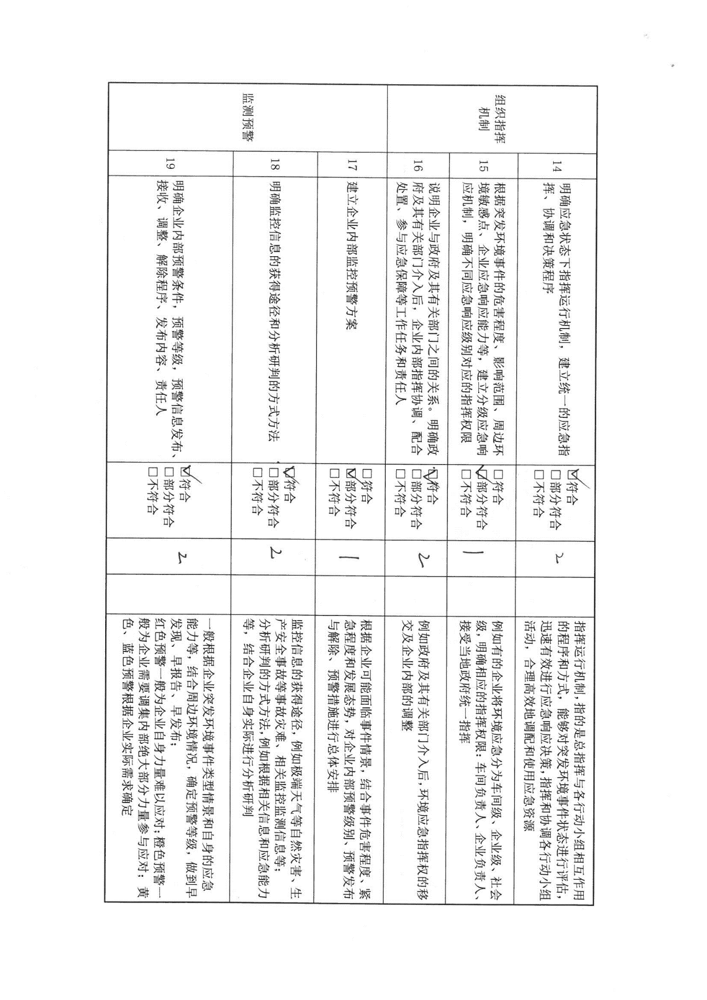 组织指挥
机制
14
明确应急状态下指挥运行机制，建立统一的应急指
挥、协调和决策程序
☑符合
□部分符合
□不符合
2
指挥运行机制，指的是总指挥与各行动小组相互作用
的程序和方式，能够对突发环境事件状态进行评估，
迅速有效进行应急响应决策，指挥和协调各行动小组
活动，合理高效地调配和使用应急资源
15
根据突发环境事件的危害程度、影响范围、周边环
境敏感点、企业应急响应能力等，建立分级应急响
应机制，明确不同应急响应级别对应的指挥权限
□符合
☑部分符合
□不符合
1
例如有的企业将环境应急分为车间级、企业级、社会
级，明确相应的指挥权限：车间负责人、企业负责人、
接受当地政府统一指挥
16
说明企业与政府及其有关部门之间的关系。明确政
府及其有关部门介入后，企业内部指挥协调、配合
处置、参与应急保障等工作任务和责任人
☑符合
□部分符合
□不符合
2
例如政府及其有关部门介入后，环境应急指挥权的移
交及企业内部的调整
监测预警
17
建立企业内部监控预警方案
□符合
☑部分符合
□不符合
1
根据企业可能面临事件情景，结合事件危害程度、紧
急程度和发展态势，对企业内部预警级别、预警发布
与解除、预警措施进行总体安排
18
明确监控信息的获得途径和分析研判的方式方法
☑符合
□部分符合
□不符合
2
监控信息的获得途径，例如极端天气等自然灾害、生
产安全事故等事故灾难、相关监控监测信息等；
分析研判的方式方法，例如根据相关信息和应急能力
等，结合企业自身实际进行分析研判
19
明确企业内部预警条件，预警等级，预警信息发布、
接收、调整、解除程序、发布内容、责任人
☑符合
□部分符合
□不符合
2
一般根据企业突发环境事件类型情景和自身的应急
能力等，结合周边环境情况，确定预警等级，做到早
发现、早报告、早发布；
红色预警一般为企业自身力量难以应对；橙色预警一
般为企业需要调集内部绝大部分力量参与应对；黄
色、蓝色预警根据企业实际需求确定